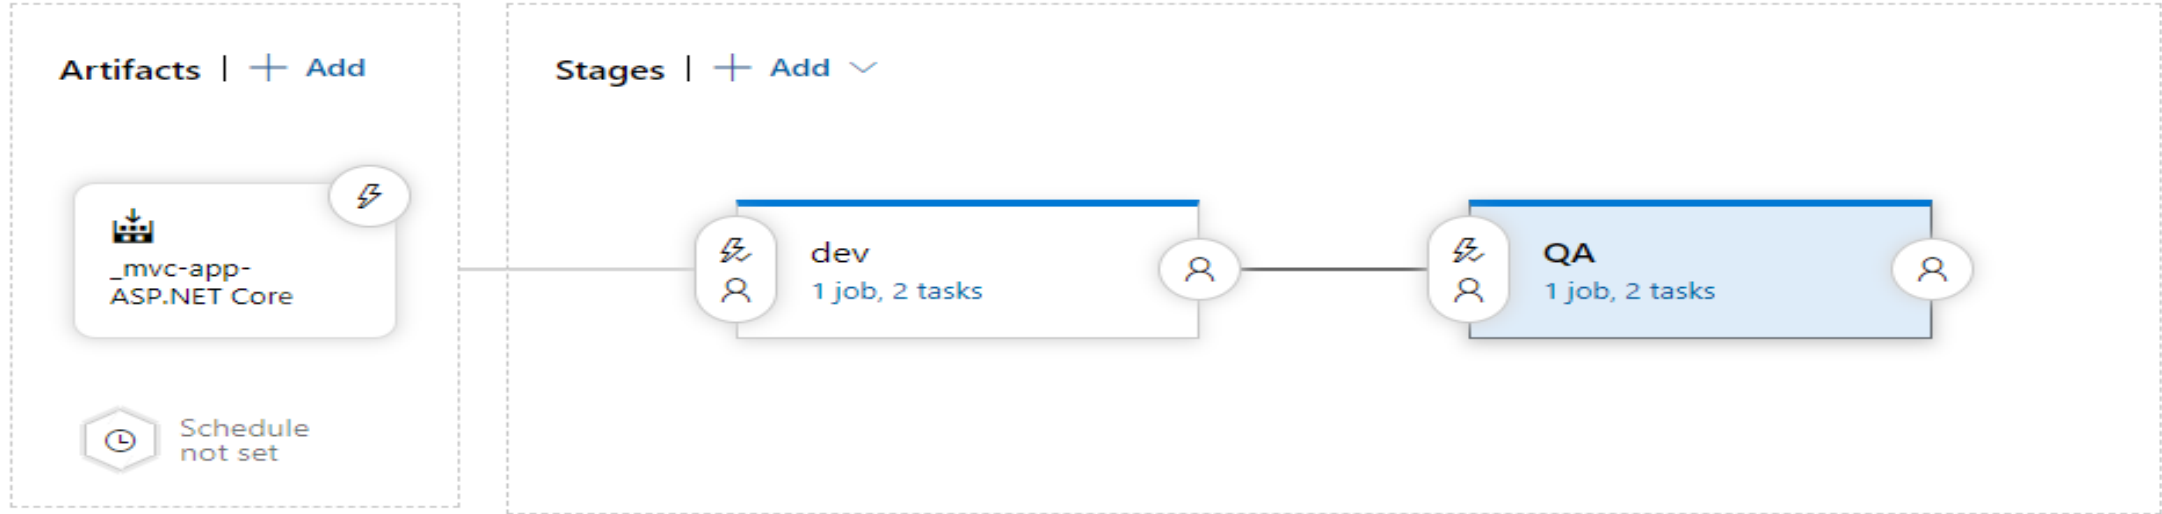 Artifacts | + Add
_mvc-app-
ASP.NET Core
Schedule
not set
Stages | + Add
dev
1 job, 2 tasks
QA
1 job, 2 tasks